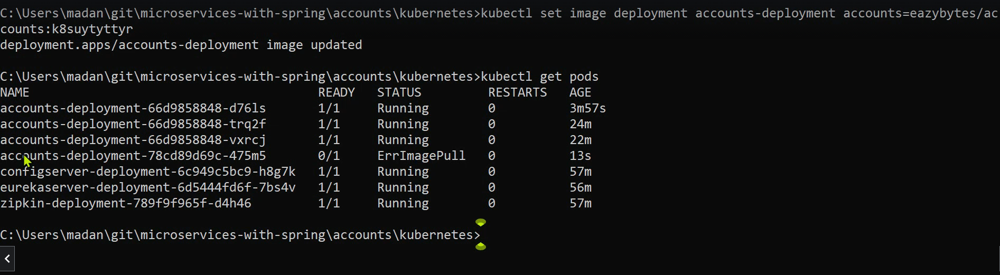 C:\Users\madan\git\microservices-with-spring\accounts\kubernetes>kubectl set image deployment accounts-deployment accounts=eazybytes/ac
counts:k8suytyttyr
deployment.apps/accounts-deployment image updated
C:\Users\madan\git\microservices-with-spring\accounts\kubernetes>kubectl get pods
NAME READY STATUS RESTARTS AGE
accounts-deployment-66d9858848-d76ls 1/1 Running 0 3m57s
accounts-deployment-66d9858848-trq2f 1/1 Running 0 24m
accounts-deployment-66d9858848-vxrcj 1/1 Running 0 22m
accounts-deployment-78cd89d69c-475m5 0/1 ErrImagePull 0 13s
configserver-deployment-6c949c5bc9-h8g7k 1/1 Running 0 57m
eurekaserver-deployment-6d5444fd6f-7bs4v 1/1 Running 0 56m
zipkin-deployment-789f9f965f-d4h46 1/1 Running 0 57m
C:\Users\madan\git\microservices-with-spring\accounts\kubernetes>